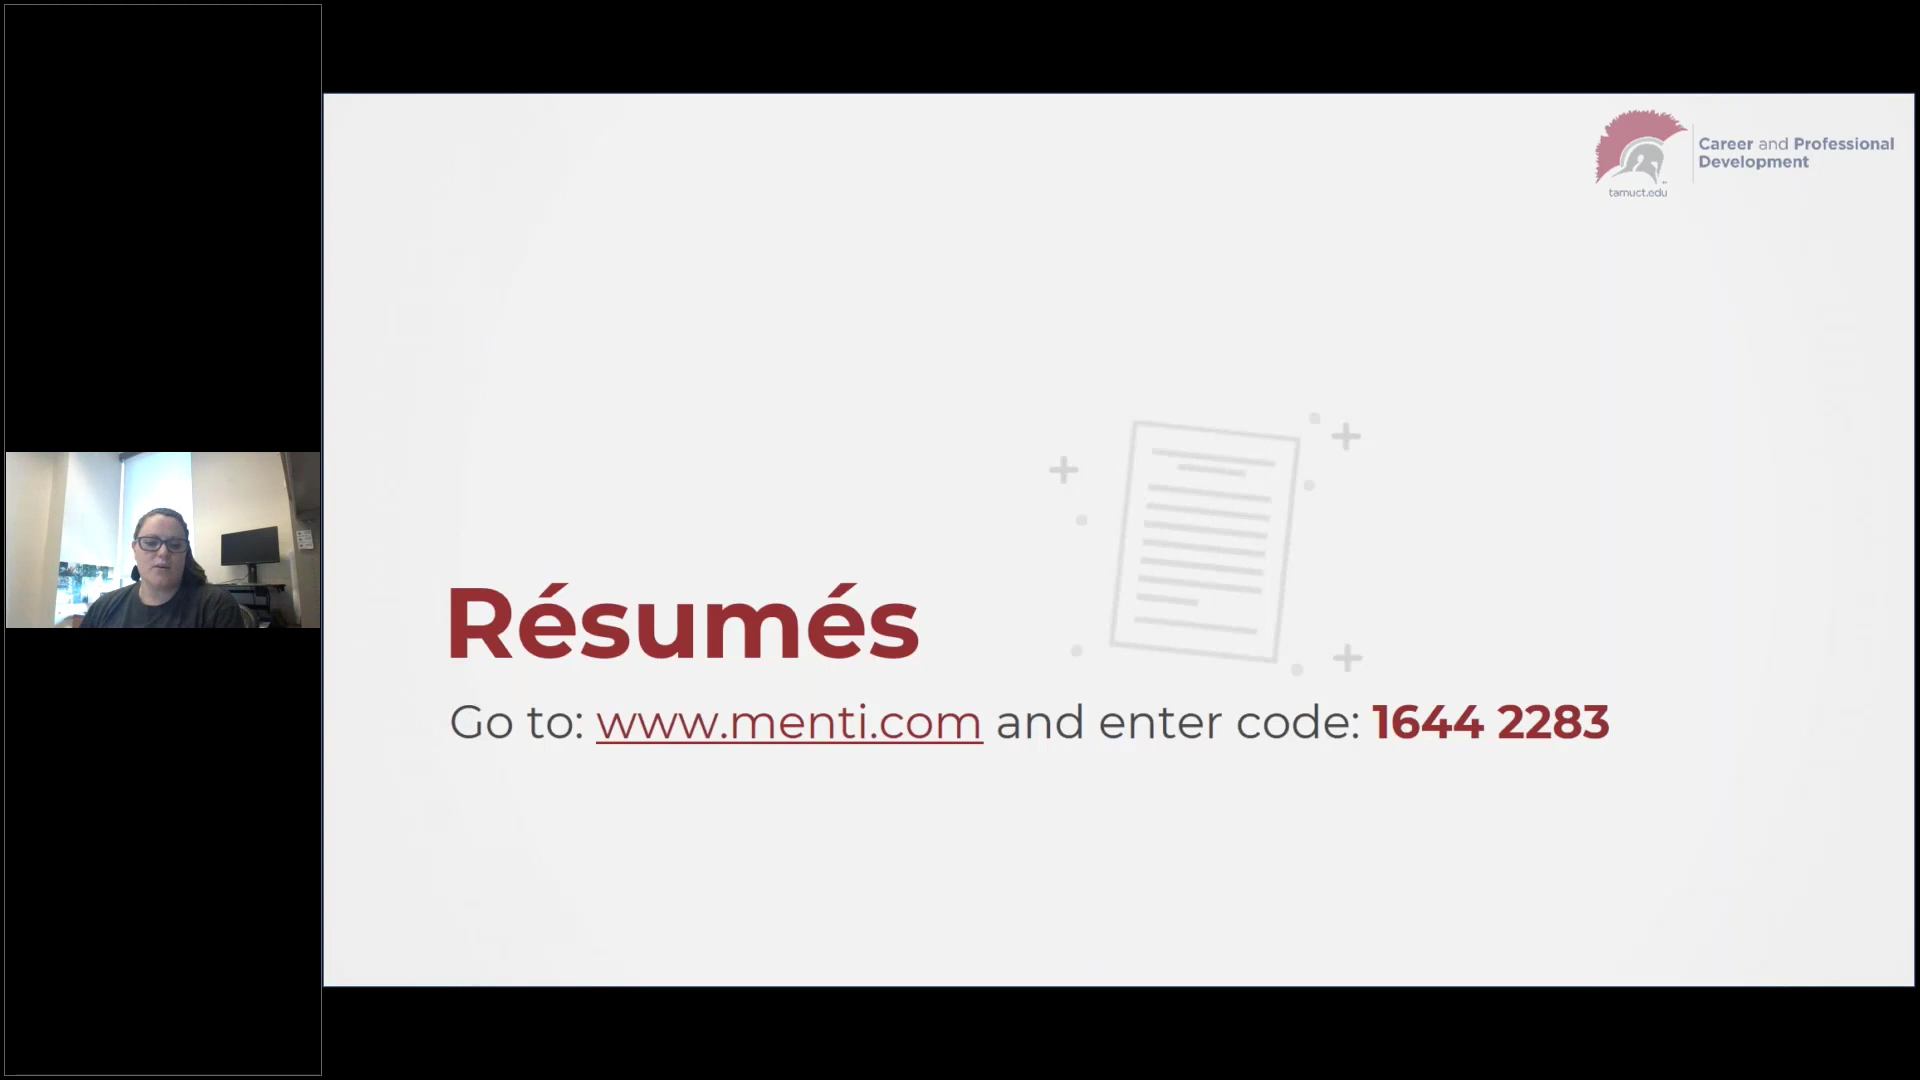 Career and Professional
Development
tamuct.edu
Résumés
Go to: www.menti.com and enter code: 1644 2283